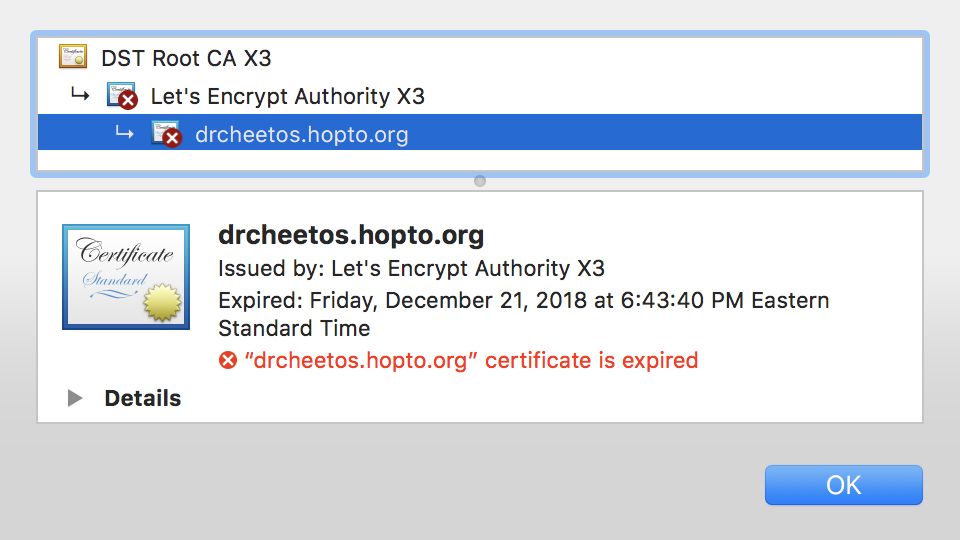 DST Root CA X3
Let's Encrypt Authority X3
drcheetos.hopto.org
Certificate
Standard
drcheetos.hopto.org
Issued by: Let's Encrypt Authority X3
Expired: Friday, December 21, 2018 at 6:43:40 PM Eastern
Standard Time
“drcheetos.hopto.org” certificate is expired
Details
OK